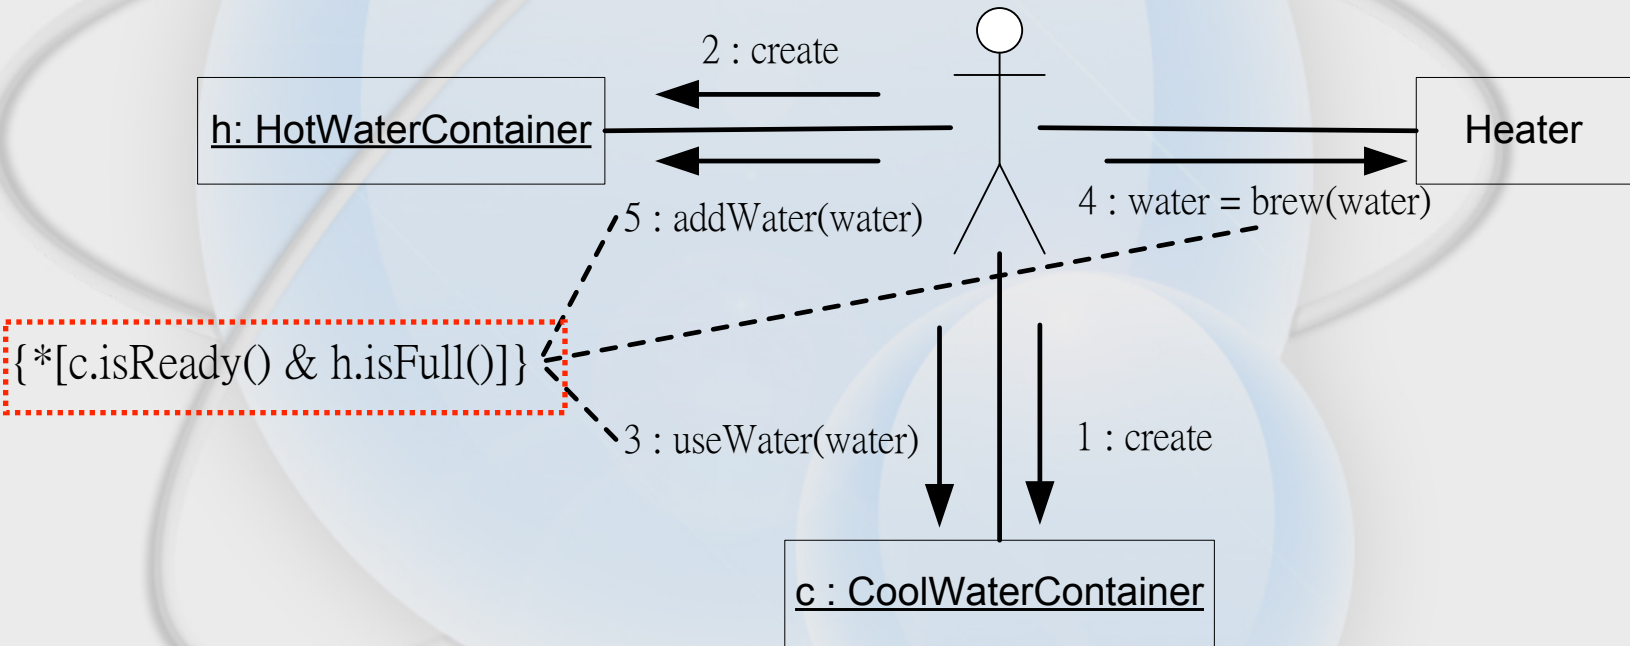 2 : create
h: HotWaterContainer
Heater
5 : addWater(water)
4 : water = brew(water)
{*[c.isReady() & h.isFull()]}
3 : useWater(water)
1 : create
c : CoolWaterContainer